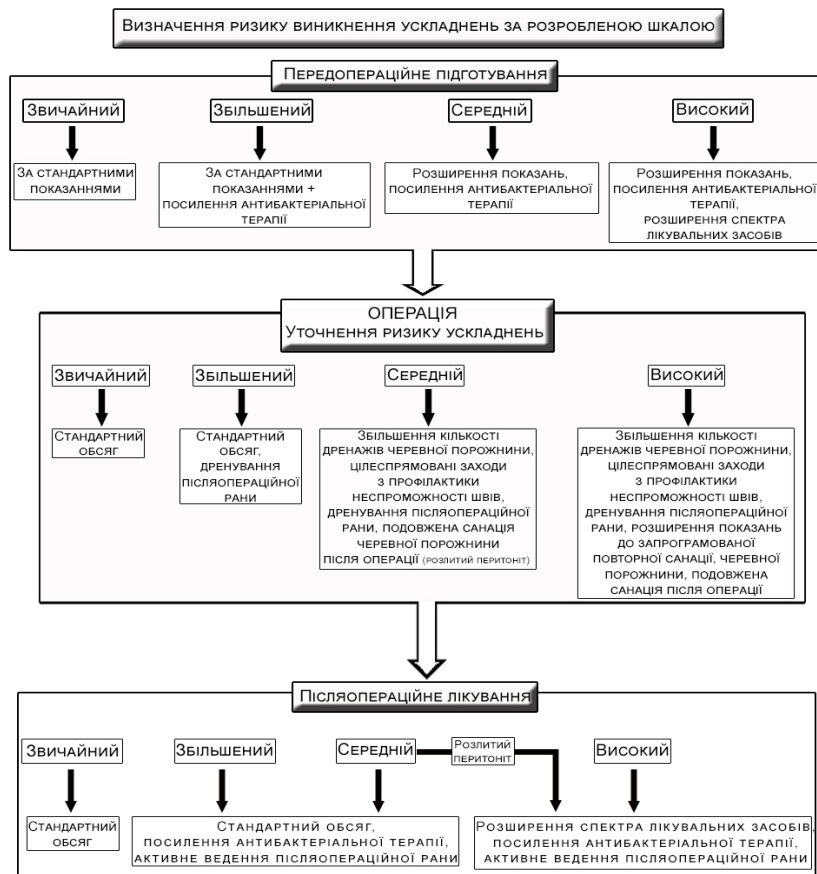 Визначення ризику виникнення ускладнень за розробленою шкалою
Передопераційне підготування
Звичайний
Збільшений
Середній
Високий
За стандартними
показаннями
За стандартними
показаннями +
посилення антибактеріальної
терапії
Розширення показань,
посилення антибактеріальної
терапії
Розширення показань,
посилення антибактеріальної
терапії,
розширення спектра
лікувальних засобів
ОПЕРАЦІЯ
Уточнення ризику ускладнень
Звичайний
Збільшений
Середній
Високий
Стандартний
обсяг
Стандартний
обсяг,
дренування
післяопераційної
рани
Збільшення кількості
дренажів черевної порожнини,
цілеспрямовані заходи
з профілактики
неспроможності швів,
дренування післяопераційної
рани, подовжена санація
черевної порожнини
після операції (розлитий перитоніт)
Збільшення кількості
дренажів черевної порожнини,
цілеспрямовані заходи
з профілактики
неспроможності швів,
дренування післяопераційної
рани, розширення показань
до запрограмованої
повторної санації, черевної
порожнини, подовжена
санація після операції
Післяопераційне лікування
Звичайний
Збільшений
Середній
Розлитий
перитоніт
Високий
Стандартний
обсяг
Стандартний обсяг,
посилення антибактеріальної терапії,
активне ведення післяопераційної рани
Розширення спектра лікувальних засобів,
посилення антибактеріальної терапії,
активне ведення післяопераційної рани